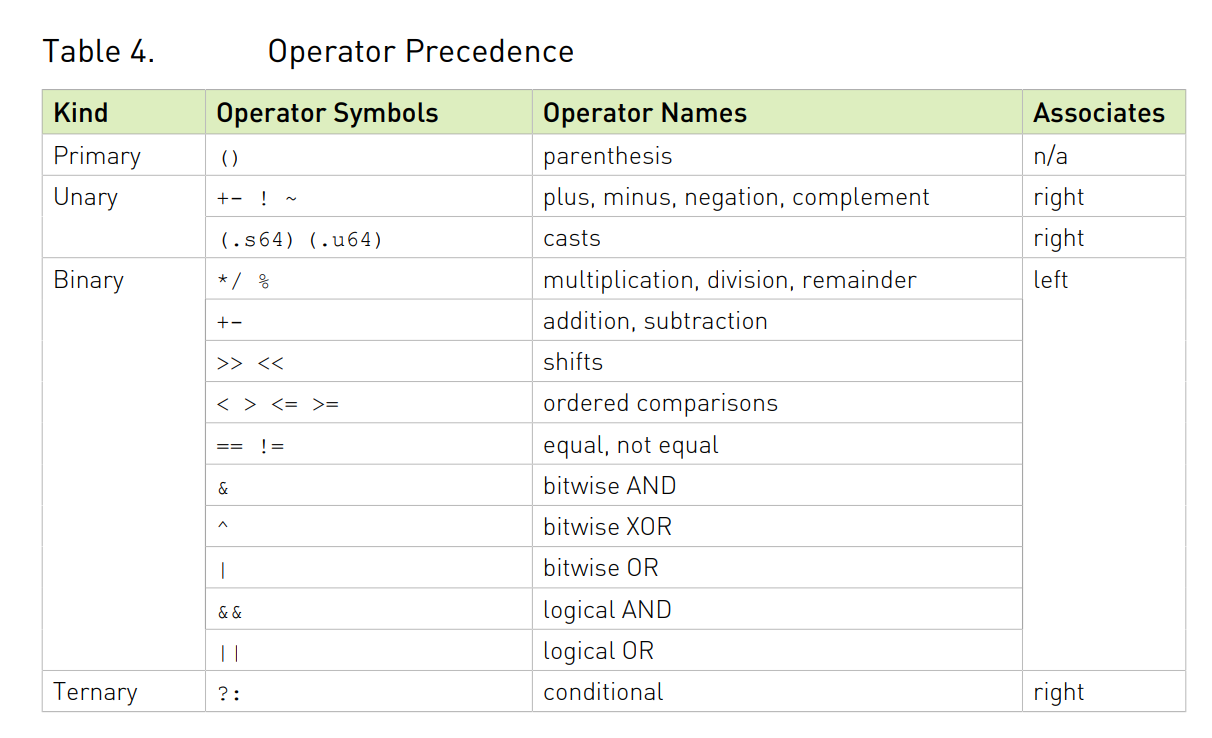 Table 4. Operator Precedence
Kind Operator Symbols Operator Names Associates
Primary () parenthesis n/a
Unary +- ! ~ plus, minus, negation, complement right
(.s64) (.u64) casts right
Binary */ % multiplication, division, remainder left
+- addition, subtraction
>> << shifts
< > <= >= ordered comparisons
== != equal, not equal
& bitwise AND
^ bitwise XOR
| bitwise OR
&& logical AND
|| logical OR
Ternary ?: conditional right